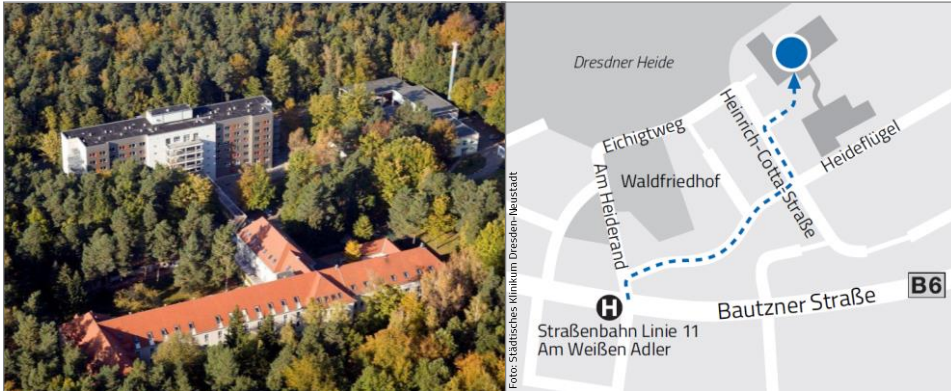 Foto: Städtisches Klinikum Dresden-Neustadt
Dresdner Heide
Eichigtweg
Heinrich-Cotta-Straße
Heideflügel
Waldfriedhof
Am Heiderand
B6
Bautzner Straße
H
Straßenbahn Linie 11
Am Weißen Adler